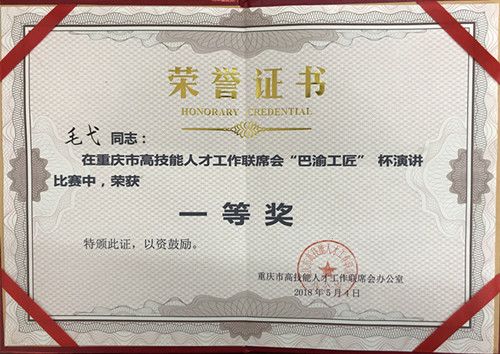 荣誉证书
HONORARY CREDENTIAL
毛弋 同志：
在重庆市高技能人才工作联席会“巴渝工匠” 杯演讲
比赛中，荣获
一等奖
特颁此证，以资鼓励。
重庆市高技能人才工作联席会办公室
2018年5月4日